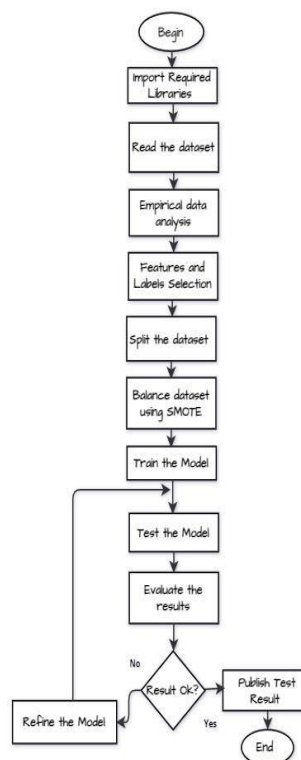 Begin
Import Required
Libraries
Read the dataset
Empirical data
analysis
Features and
Labels Selection
Split the dataset
Balance dataset
using SMOTE
Train the Model
Test the Model
Evaluate the
results
No
Result Ok?
Yes
Publish Test
Result
Refine the Model
End